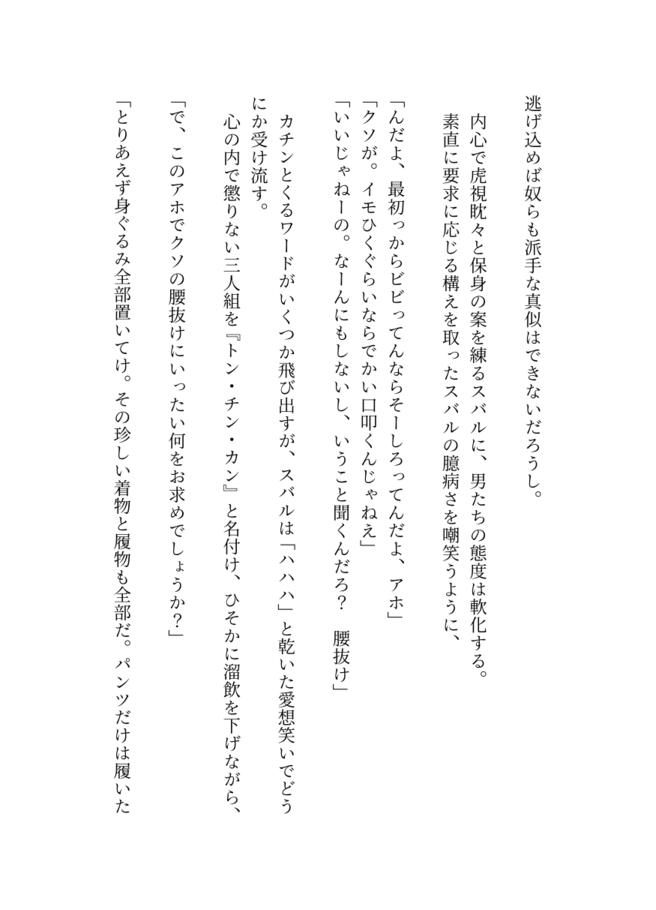 逃げ込めば奴らも派手な真似はできないだろうし。
内心で虎視眈々と保身の案を練るスバルに、男たちの態度は軟化する。
素直に要求に応じる構えを取ったスバルの臆病さを嘲笑うように、
「んだよ、最初っからビビってんならそーしろってんだよ、アホ」
「クソが。イモひくぐらいならでかい口叩くんじゃねえ」
「いいじゃねーの。なーんにもしないし、いうこと聞くんだろ？　腰抜け」
カチンとくるワードがいくつか飛び出すが、スバルは「ハハハ」と乾いた愛想笑いでどう
にか受け流す。
心の内で懲りない三人組を『トン・チン・カン』と名付け、ひそかに溜飲を下げながら、
「で、このアホでクソの腰抜けにいったい何をお求めでしょうか？」
「とりあえず身ぐるみ全部置いてけ。その珍しい着物と履物も全部だ。パンツだけは履いた